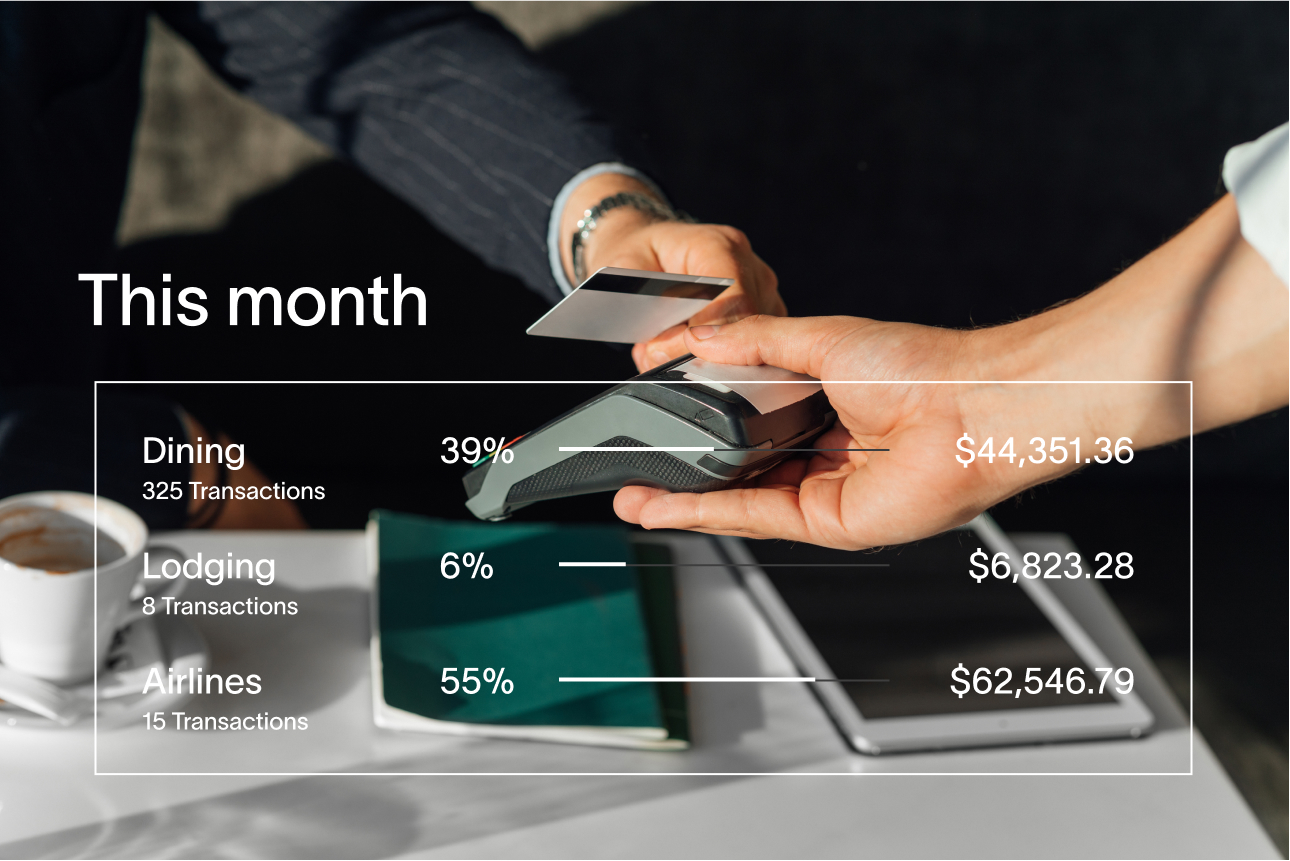 This month
Dining 39% $44,351.36
325 Transactions
Lodging 6% $6,823.28
8 Transactions
Airlines 55% $62,546.79
15 Transactions